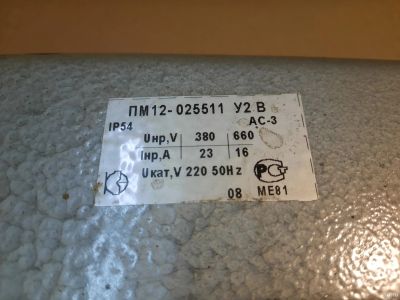 ПМ12-025511 У2 В
IP54 АС-3
Uнр,V 380 660
Iнр,А 23 16
Uкат,V 220 50Hz
08 МЕ81